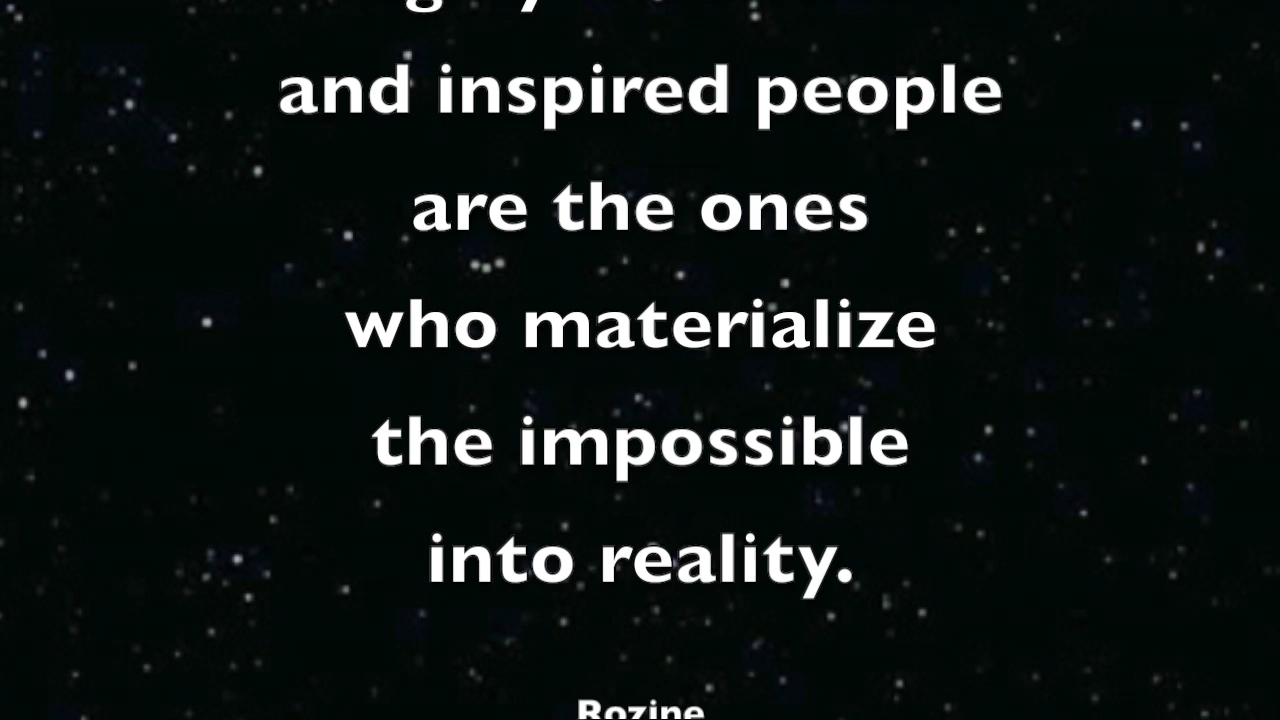 and inspired people
are the ones
who materialize
the impossible
into reality.
Rozine